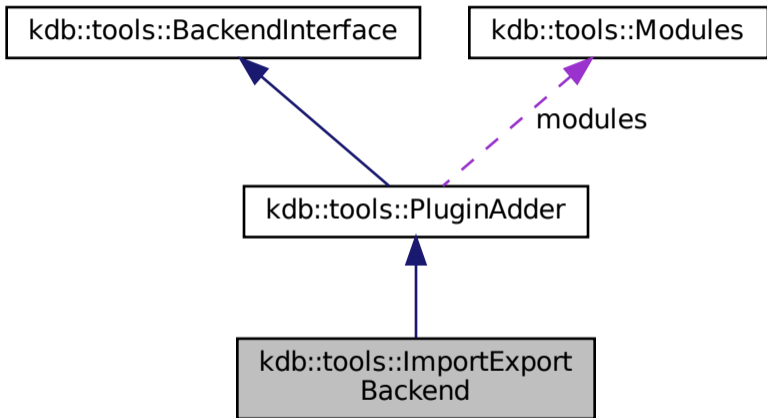 kdb::tools::BackendInterface
kdb::tools::Modules
modules
kdb::tools::PluginAdder
kdb::tools::ImportExport
Backend